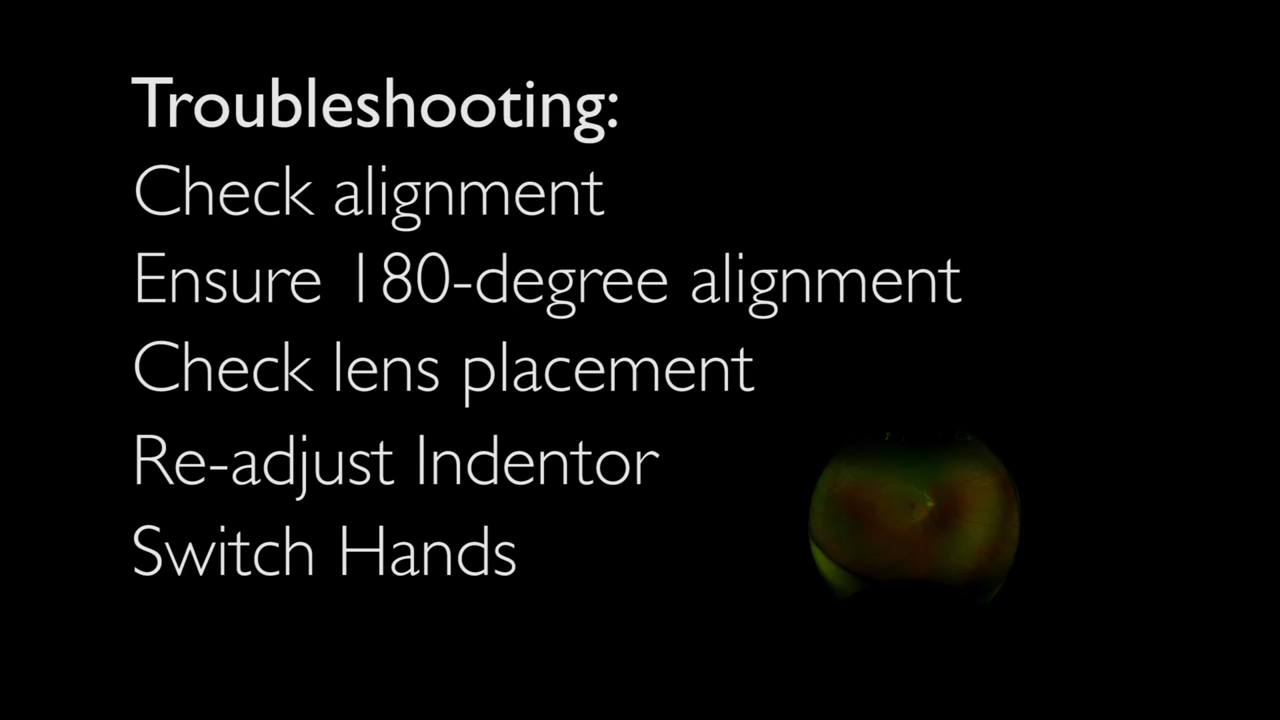 Troubleshooting:
Check alignment
Ensure 180-degree alignment
Check lens placement
Re-adjust Indentor
Switch Hands